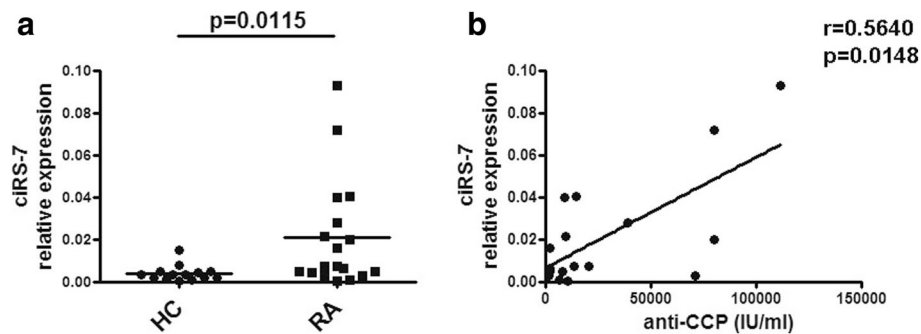 a
p=0.0115
ciRS-7
relative expression
0.10
0.08
0.06
0.04
0.02
0.00
HC
RA
b
r=0.5640
p=0.0148
ciRS-7
relative expression
0.10
0.08
0.06
0.04
0.02
0.00
0
50000
100000
150000
anti-CCP (IU/ml)